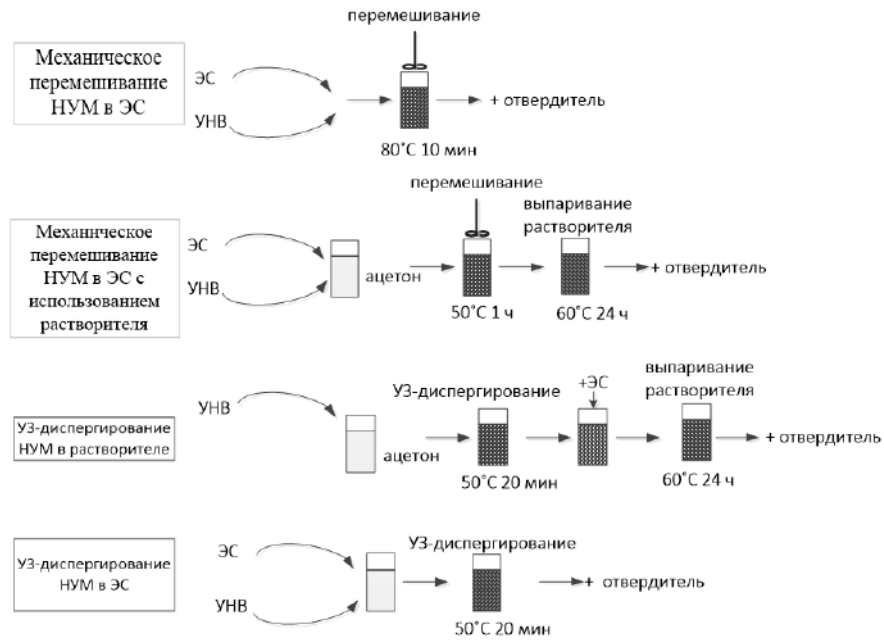 перемешивание
Механическое
перемешивание
НУМ в ЭС
ЭС
УНВ
+ отвердитель
80˚С 10 мин
перемешивание
Механическое
перемешивание
НУМ в ЭС с
использованием
растворителя
ЭС
УНВ
ацетон
50˚С 1 ч
выпаривание
растворителя
60˚С 24 ч
+ отвердитель
УЗ-диспергирование
НУМ в растворителе
УНВ
ацетон
УЗ-диспергирование
50˚С 20 мин
+ЭС
выпаривание
растворителя
60˚С 24 ч
+ отвердитель
УЗ-диспергирование
НУМ в ЭС
ЭС
УНВ
УЗ-диспергирование
50˚С 20 мин
+ отвердитель